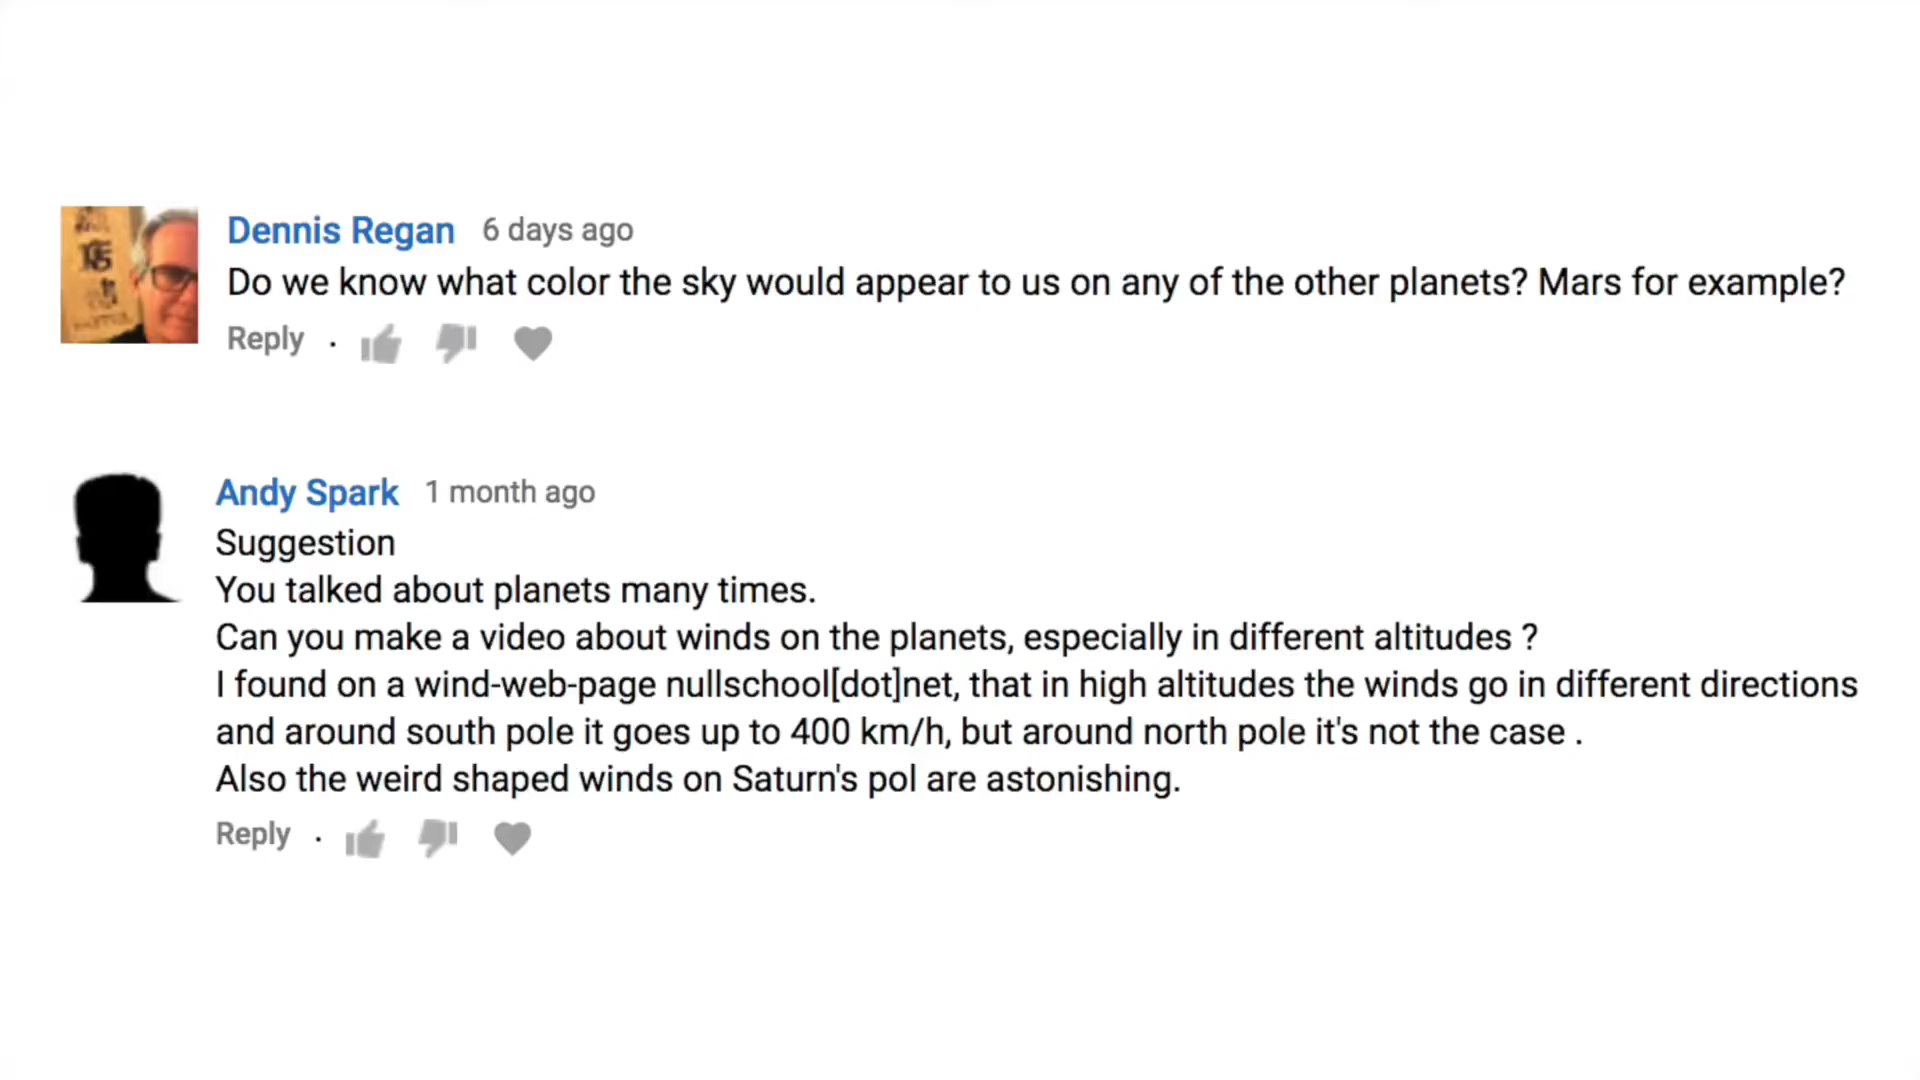 Dennis Regan 6 days ago
Do we know what color the sky would appear to us on any of the other planets? Mars for example?
Reply ·
Andy Spark 1 month ago
Suggestion
You talked about planets many times.
Can you make a video about winds on the planets, especially in different altitudes ?
I found on a wind-web-page nullschool[dot]net, that in high altitudes the winds go in different directions
and around south pole it goes up to 400 km/h, but around north pole it's not the case .
Also the weird shaped winds on Saturn's pol are astonishing.
Reply ·